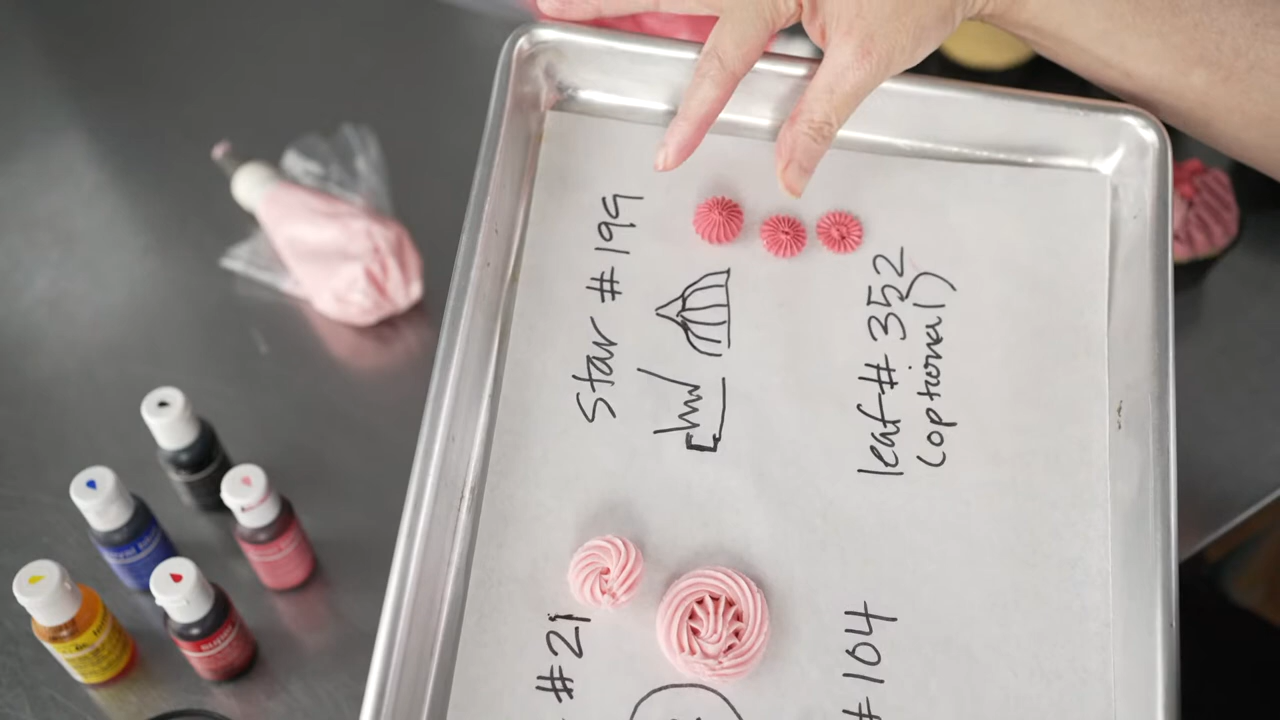 Star #199
leaf # 352
(optional)
#21
#104